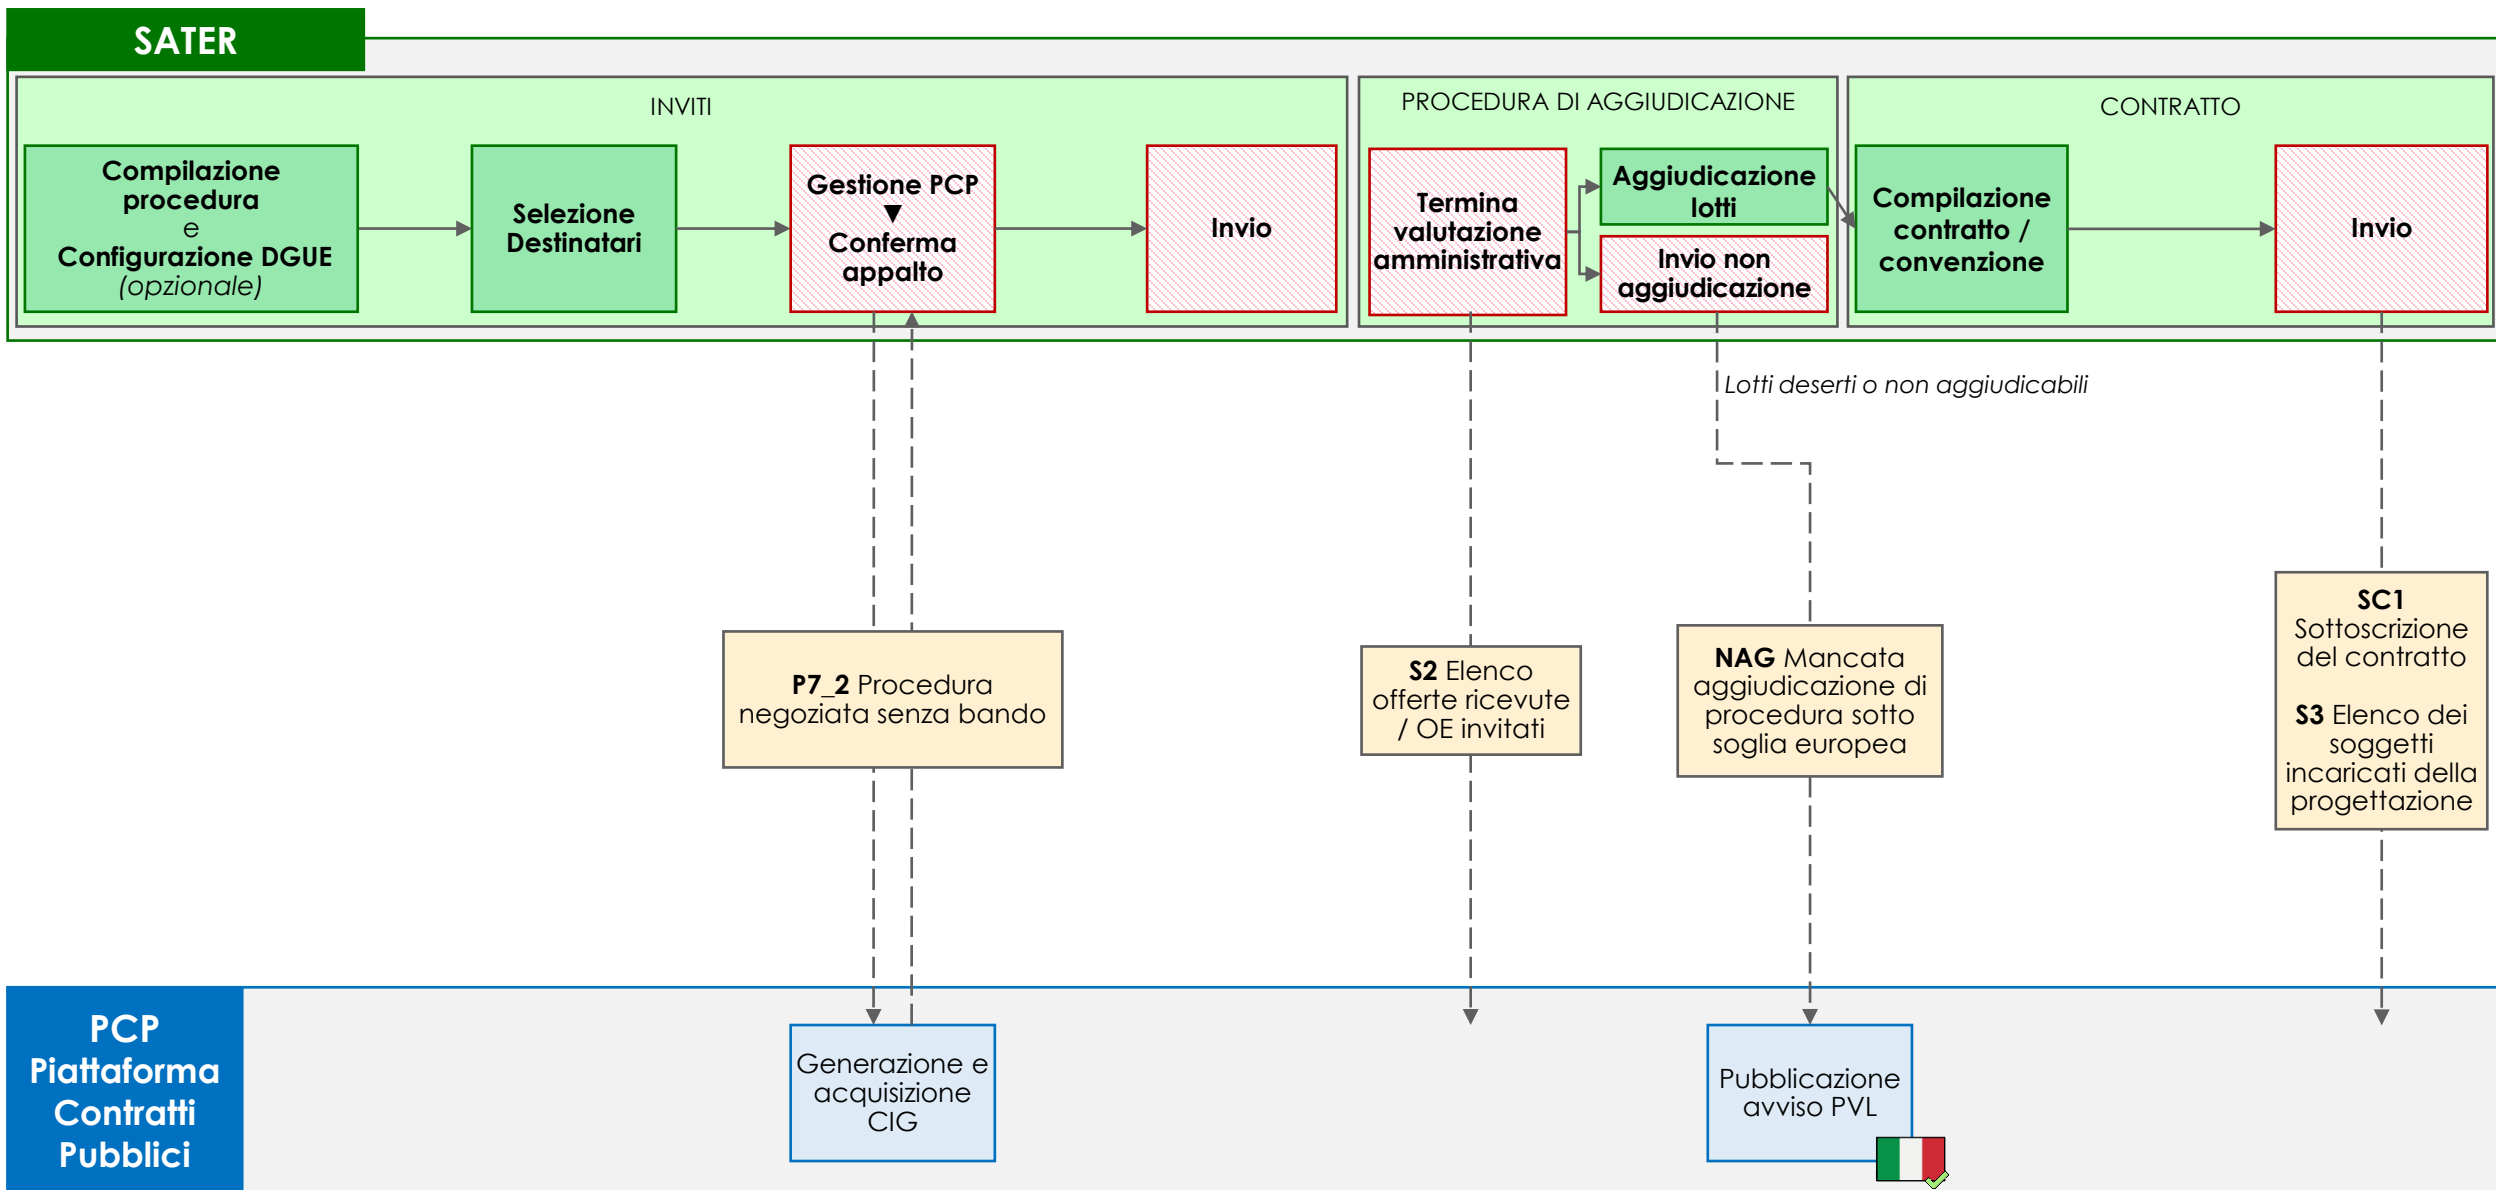 SATER
INVITI
Compilazione
procedura
e
Configurazione DGUE
(opzionale)
Selezione
Destinatari
Gestione PCP
▼
Conferma
appalto
Invio
PROCEDURA DI AGGIUDICAZIONE
Termina
valutazione
amministrativa
Aggiudicazione
lotti
Invio non
aggiudicazione
CONTRATTO
Compilazione
contratto /
convenzione
Invio
Lotti deserti o non aggiudicabili
P7_2 Procedura
negoziata senza bando
S2 Elenco
offerte ricevute
/ OE invitati
NAG Mancata
aggiudicazione di
procedura sotto
soglia europea
SC1
Sottoscrizione
del contratto
S3 Elenco dei
soggetti
incaricati della
progettazione
PCP
Piattaforma
Contratti
Pubblici
Generazione e
acquisizione
CIG
Pubblicazione
avviso PVL